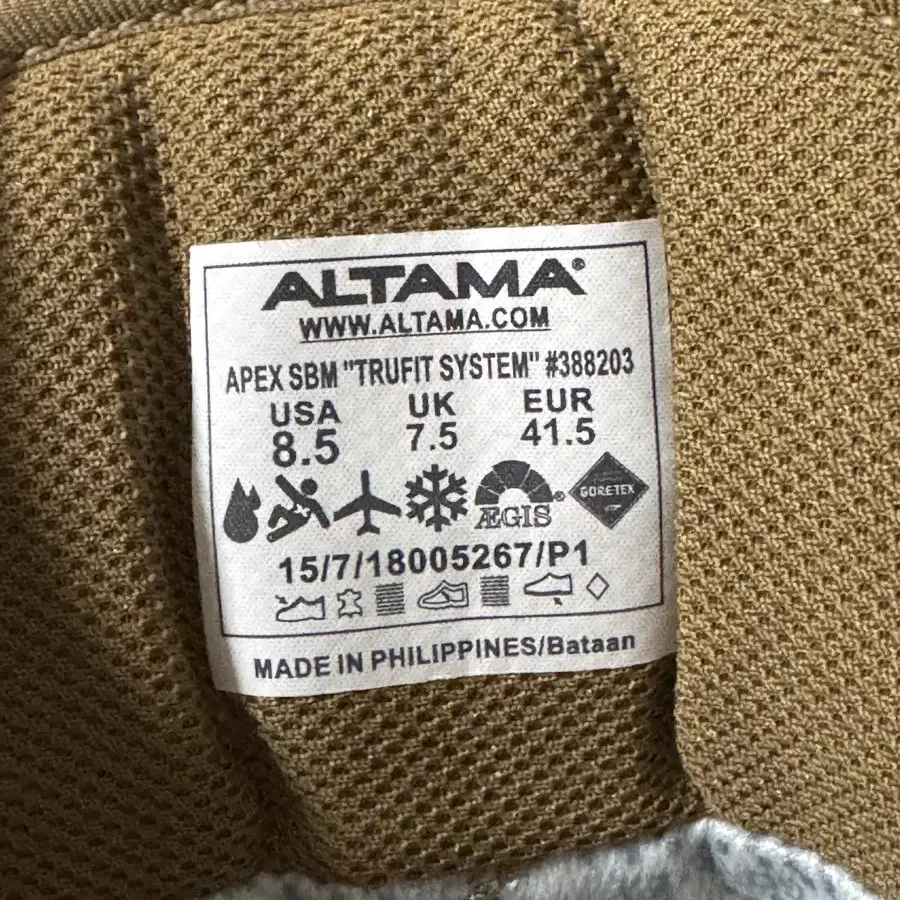 ALTAMA®
WWW.ALTAMA.COM
APEX SBM "TRUFIT SYSTEM" #388203
USA UK EUR
8.5 7.5 41.5
ÆGIS® GORETEX
15/7/18005267/P1
MADE IN PHILIPPINES/Bataan